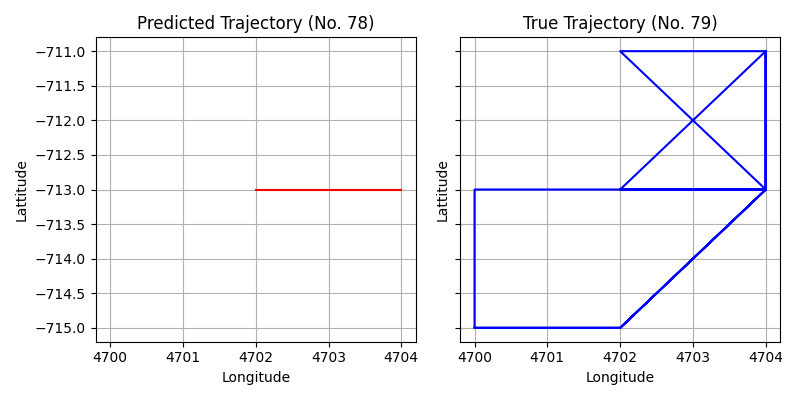 Predicted Trajectory (No. 78)
True Trajectory (No. 79)
−711.0
−711.5
−712.0
−712.5
−713.0
−713.5
−714.0
−714.5
−715.0
Lattitude
Lattitude
4700 4701 4702 4703 4704
4700 4701 4702 4703 4704
Longitude
Longitude